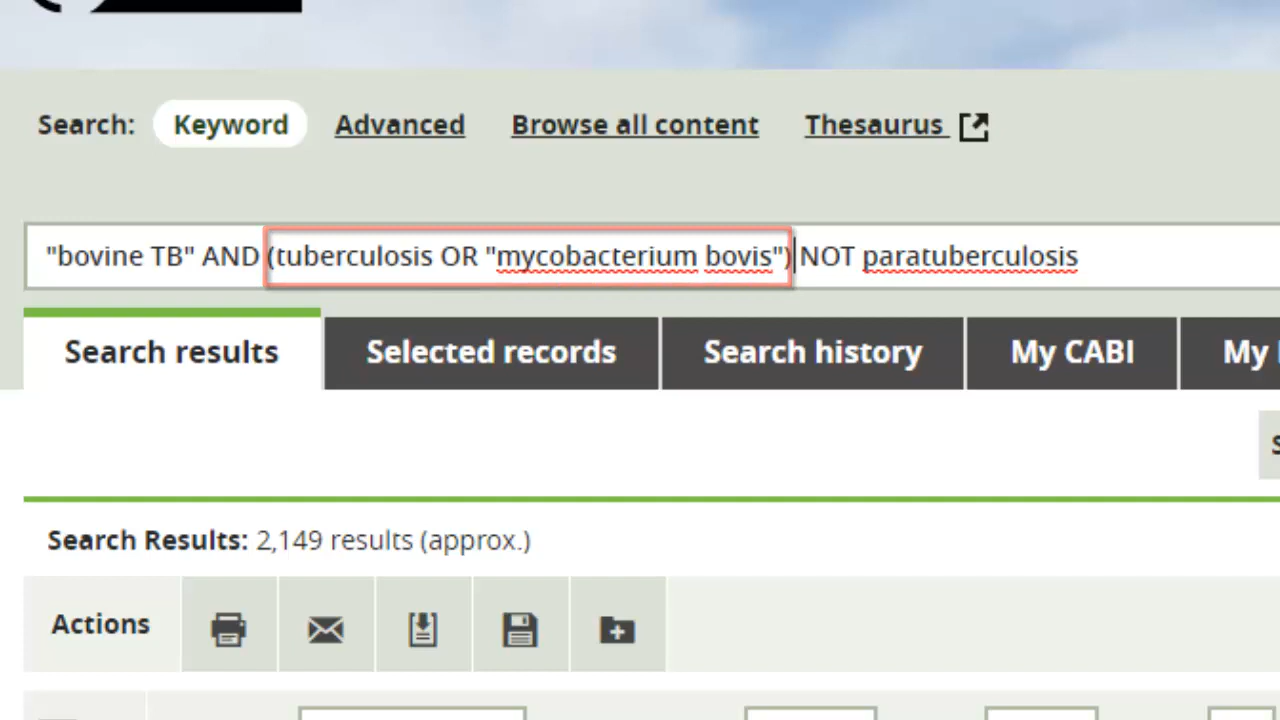 Search: Keyword Advanced Browse all content Thesaurus
"bovine TB" AND (tuberculosis OR "mycobacterium bovis") NOT paratuberculosis
Search results Selected records Search history My CABI My
Search Results: 2,149 results (approx.)
Actions